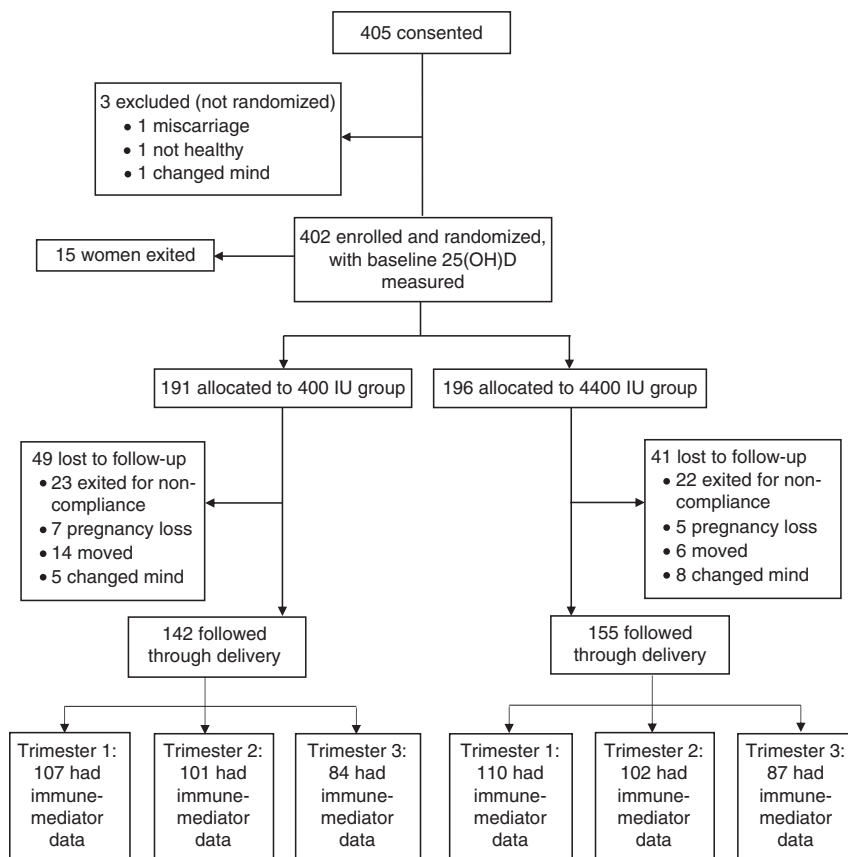 405 consented
3 excluded (not randomized)
• 1 miscarriage
• 1 not healthy
• 1 changed mind
402 enrolled and randomized,
with baseline 25(OH)D
measured
15 women exited
191 allocated to 400 IU group
196 allocated to 4400 IU group
49 lost to follow-up
• 23 exited for non-
compliance
• 7 pregnancy loss
• 14 moved
• 5 changed mind
41 lost to follow-up
• 22 exited for non-
compliance
• 5 pregnancy loss
• 6 moved
• 8 changed mind
142 followed
through delivery
155 followed
through delivery
Trimester 1:
107 had
immune-
mediator
data
Trimester 2:
101 had
immune-
mediator
data
Trimester 3:
84 had
immune-
mediator
data
Trimester 1:
110 had
immune-
mediator
data
Trimester 2:
102 had
immune-
mediator
data
Trimester 3:
87 had
immune-
mediator
data